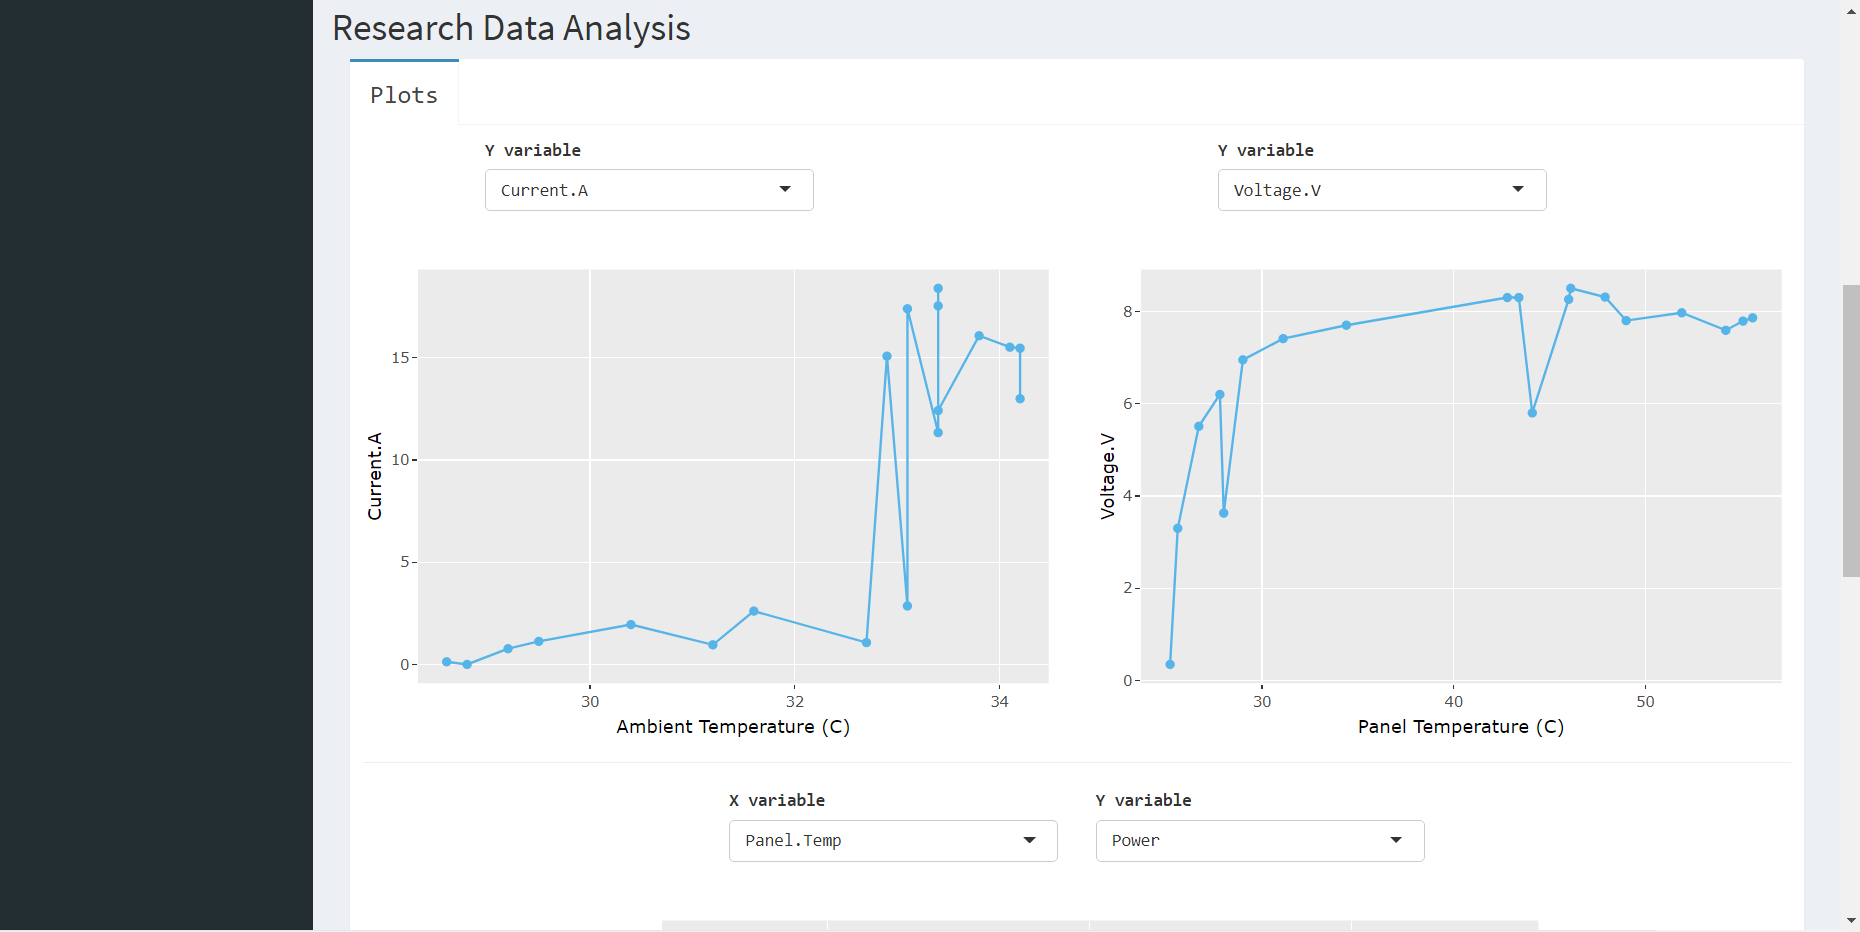 Research Data Analysis
Plots
Y variable
Current.A
Y variable
Voltage.V
Current.A
15
10
5
0
30 32 34
Ambient Temperature (C)
Voltage.V
8
6
4
2
0
30 40 50
Panel Temperature (C)
X variable
Panel.Temp
Y variable
Power